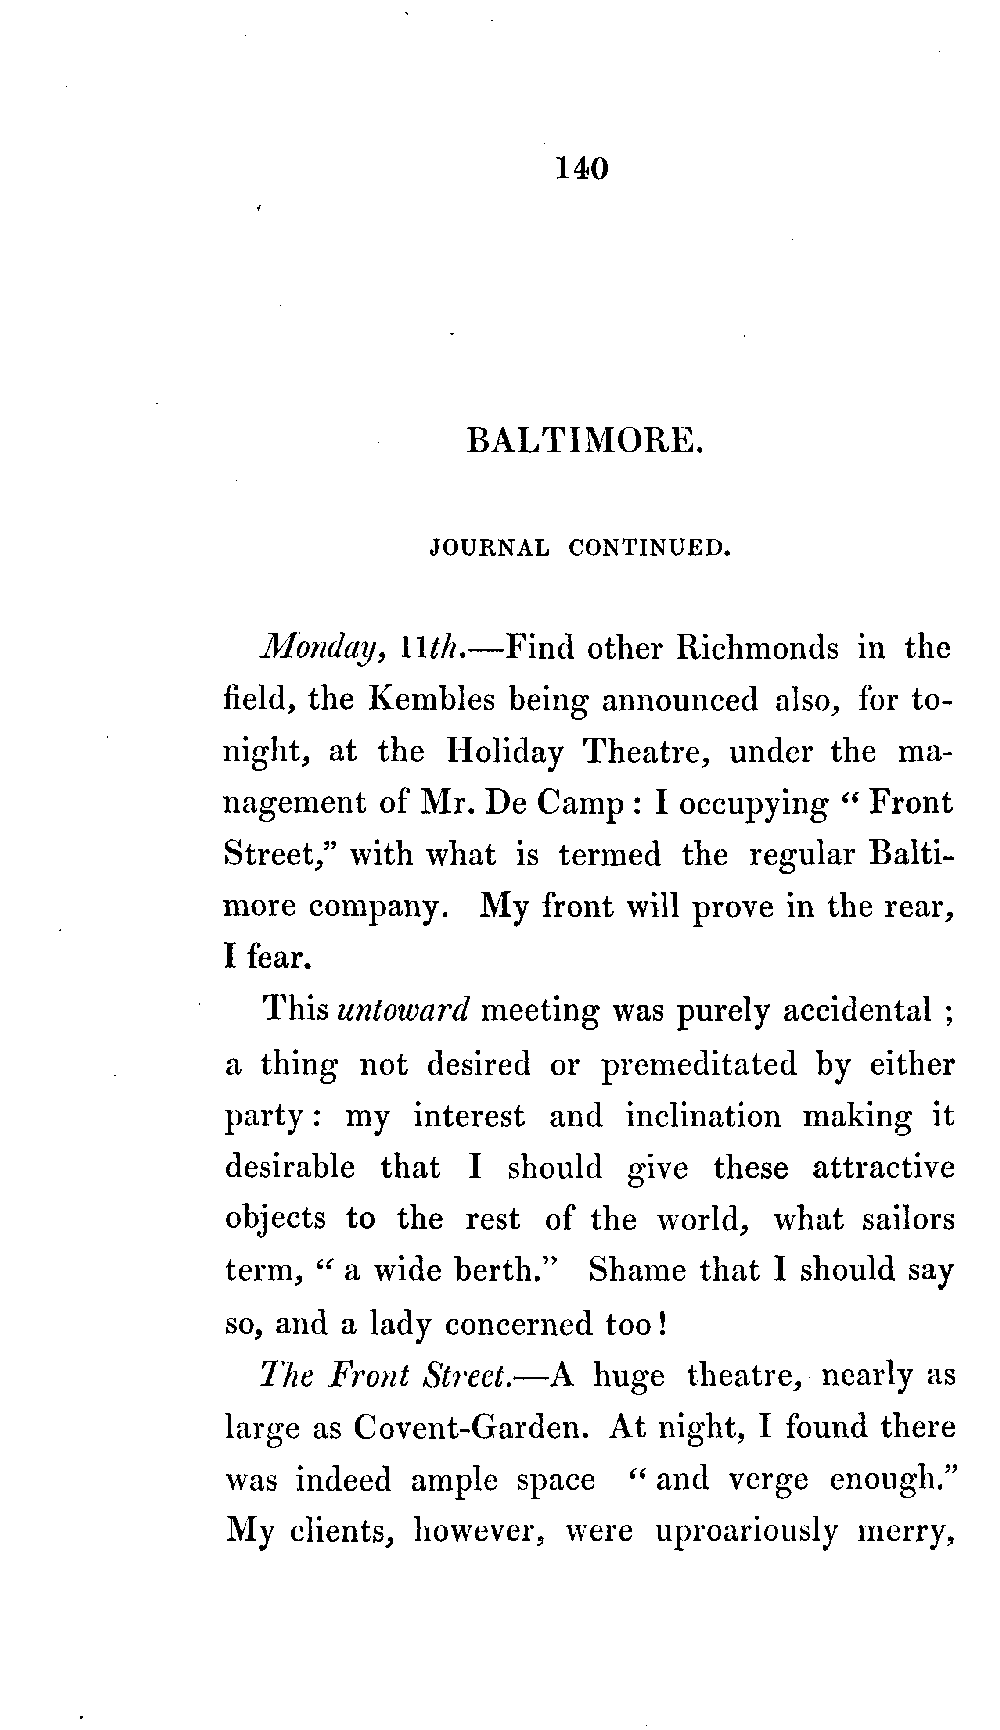 140
BALTIMORE.
JOURNAL CONTINUED.
Monday, 11th.—Find other Richmonds in the
field, the Kembles being announced also, for to-
night, at the Holiday Theatre, under the ma-
nagement of Mr. De Camp : I occupying “ Front
Street,” with what is termed the regular Balti-
more company. My front will prove in the rear,
I fear.
This untoward meeting was purely accidental ;
a thing not desired or premeditated by either
party : my interest and inclination making it
desirable that I should give these attractive
objects to the rest of the world, what sailors
term, “ a wide berth.” Shame that I should say
so, and a lady concerned too!
The Front Street.—A huge theatre, nearly as
large as Covent-Garden. At night, I found there
was indeed ample space “ and verge enough.”
My clients, however, were uproariously merry,